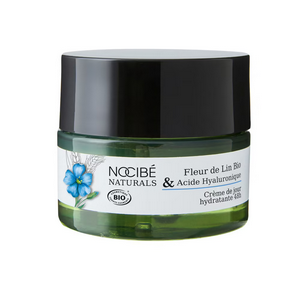 NOCIBÉ
NATURALS
BIO
Fleur de Lin Bio
& Acide Hyaluronique
Crème de jour
hydratante 48h